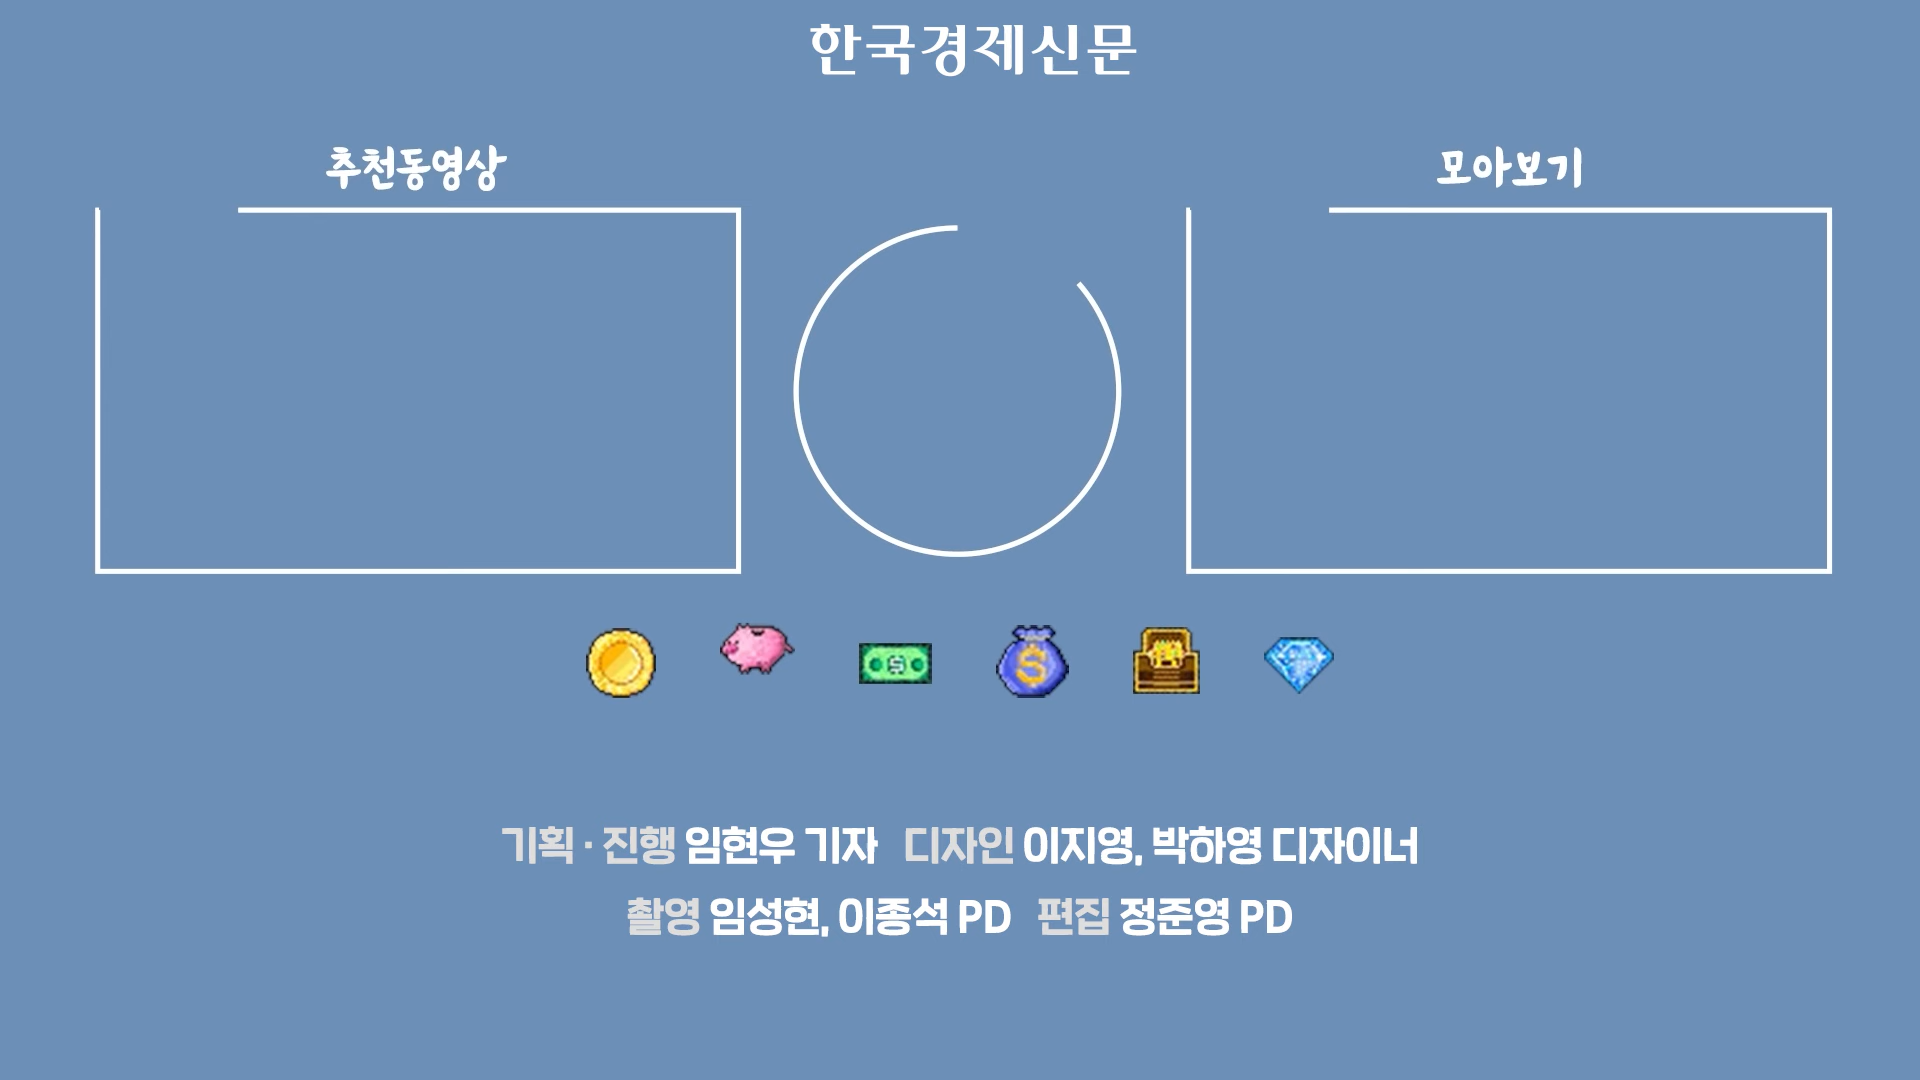 한국경제신문
추천동영상
모아보기
기획 · 진행 임현우 기자 디자인 이지영, 박하영 디자이너
촬영 임성현, 이종석 PD 편집 정준영 PD